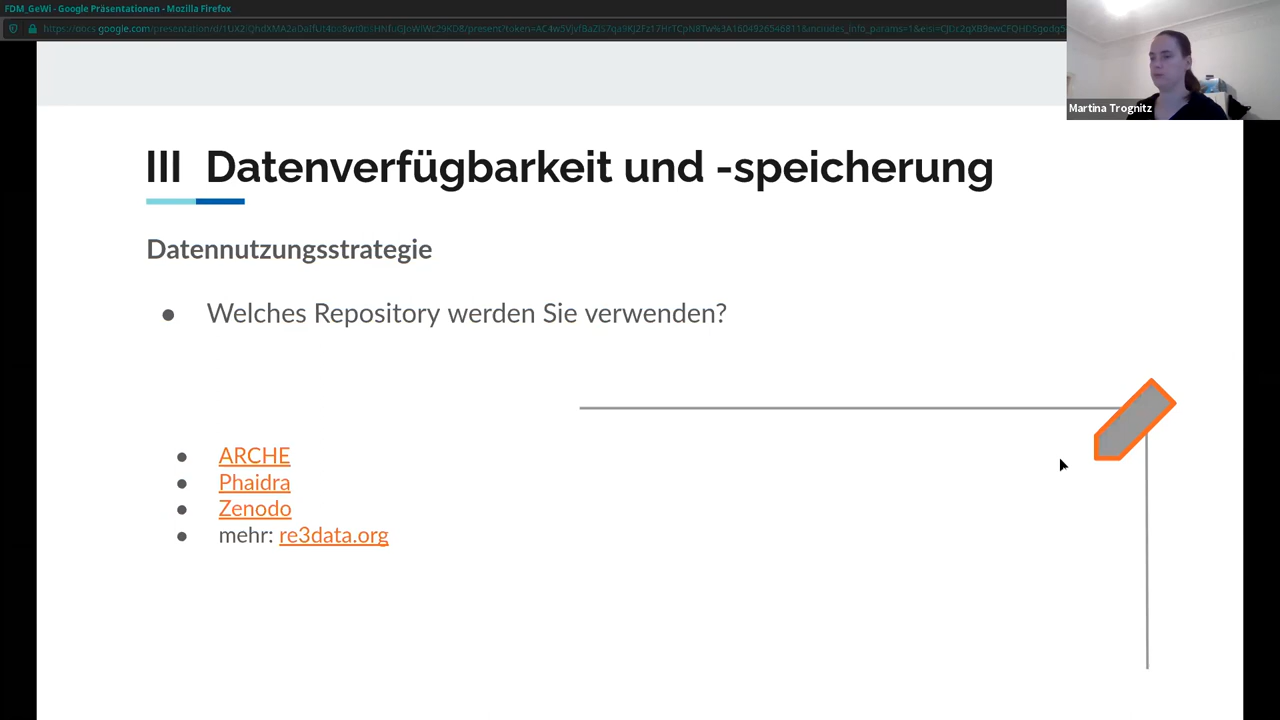 FDM_GeWi - Google Präsentationen - Mozilla Firefox
Martina Trognitz
III Datenverfügbarkeit und -speicherung
Datennutzungsstrategie
● Welches Repository werden Sie verwenden?
● ARCHE
● Phaidra
● Zenodo
● mehr: re3data.org